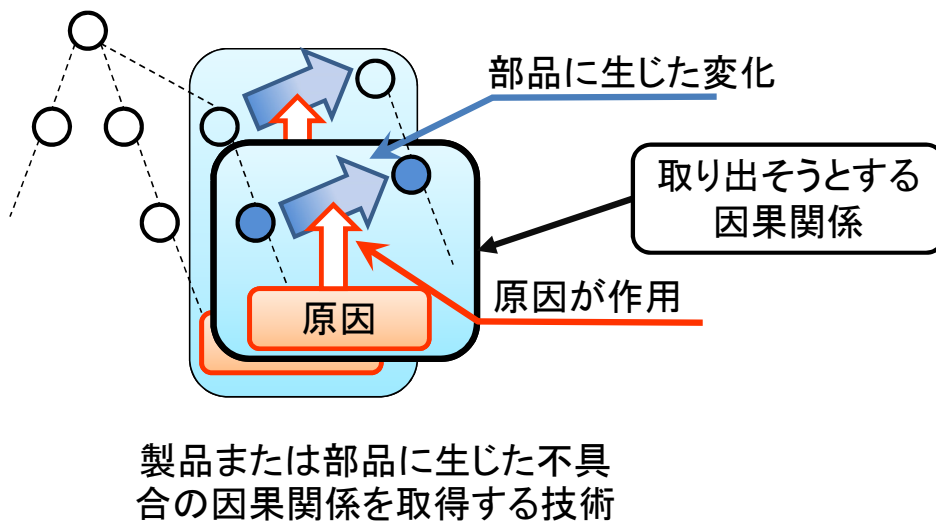 部品に生じた変化
取り出そうとする
因果関係
原因が作用
原因
製品または部品に生じた不具
合の因果関係を取得する技術